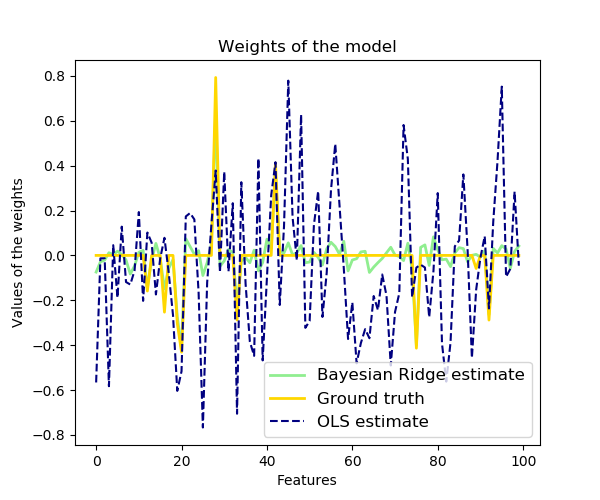 Weights of the model
Values of the weights
0.8
0.6
0.4
0.2
0.0
−0.2
−0.4
−0.6
−0.8
Bayesian Ridge estimate
Ground truth
OLS estimate
0 20 40 60 80 100
Features